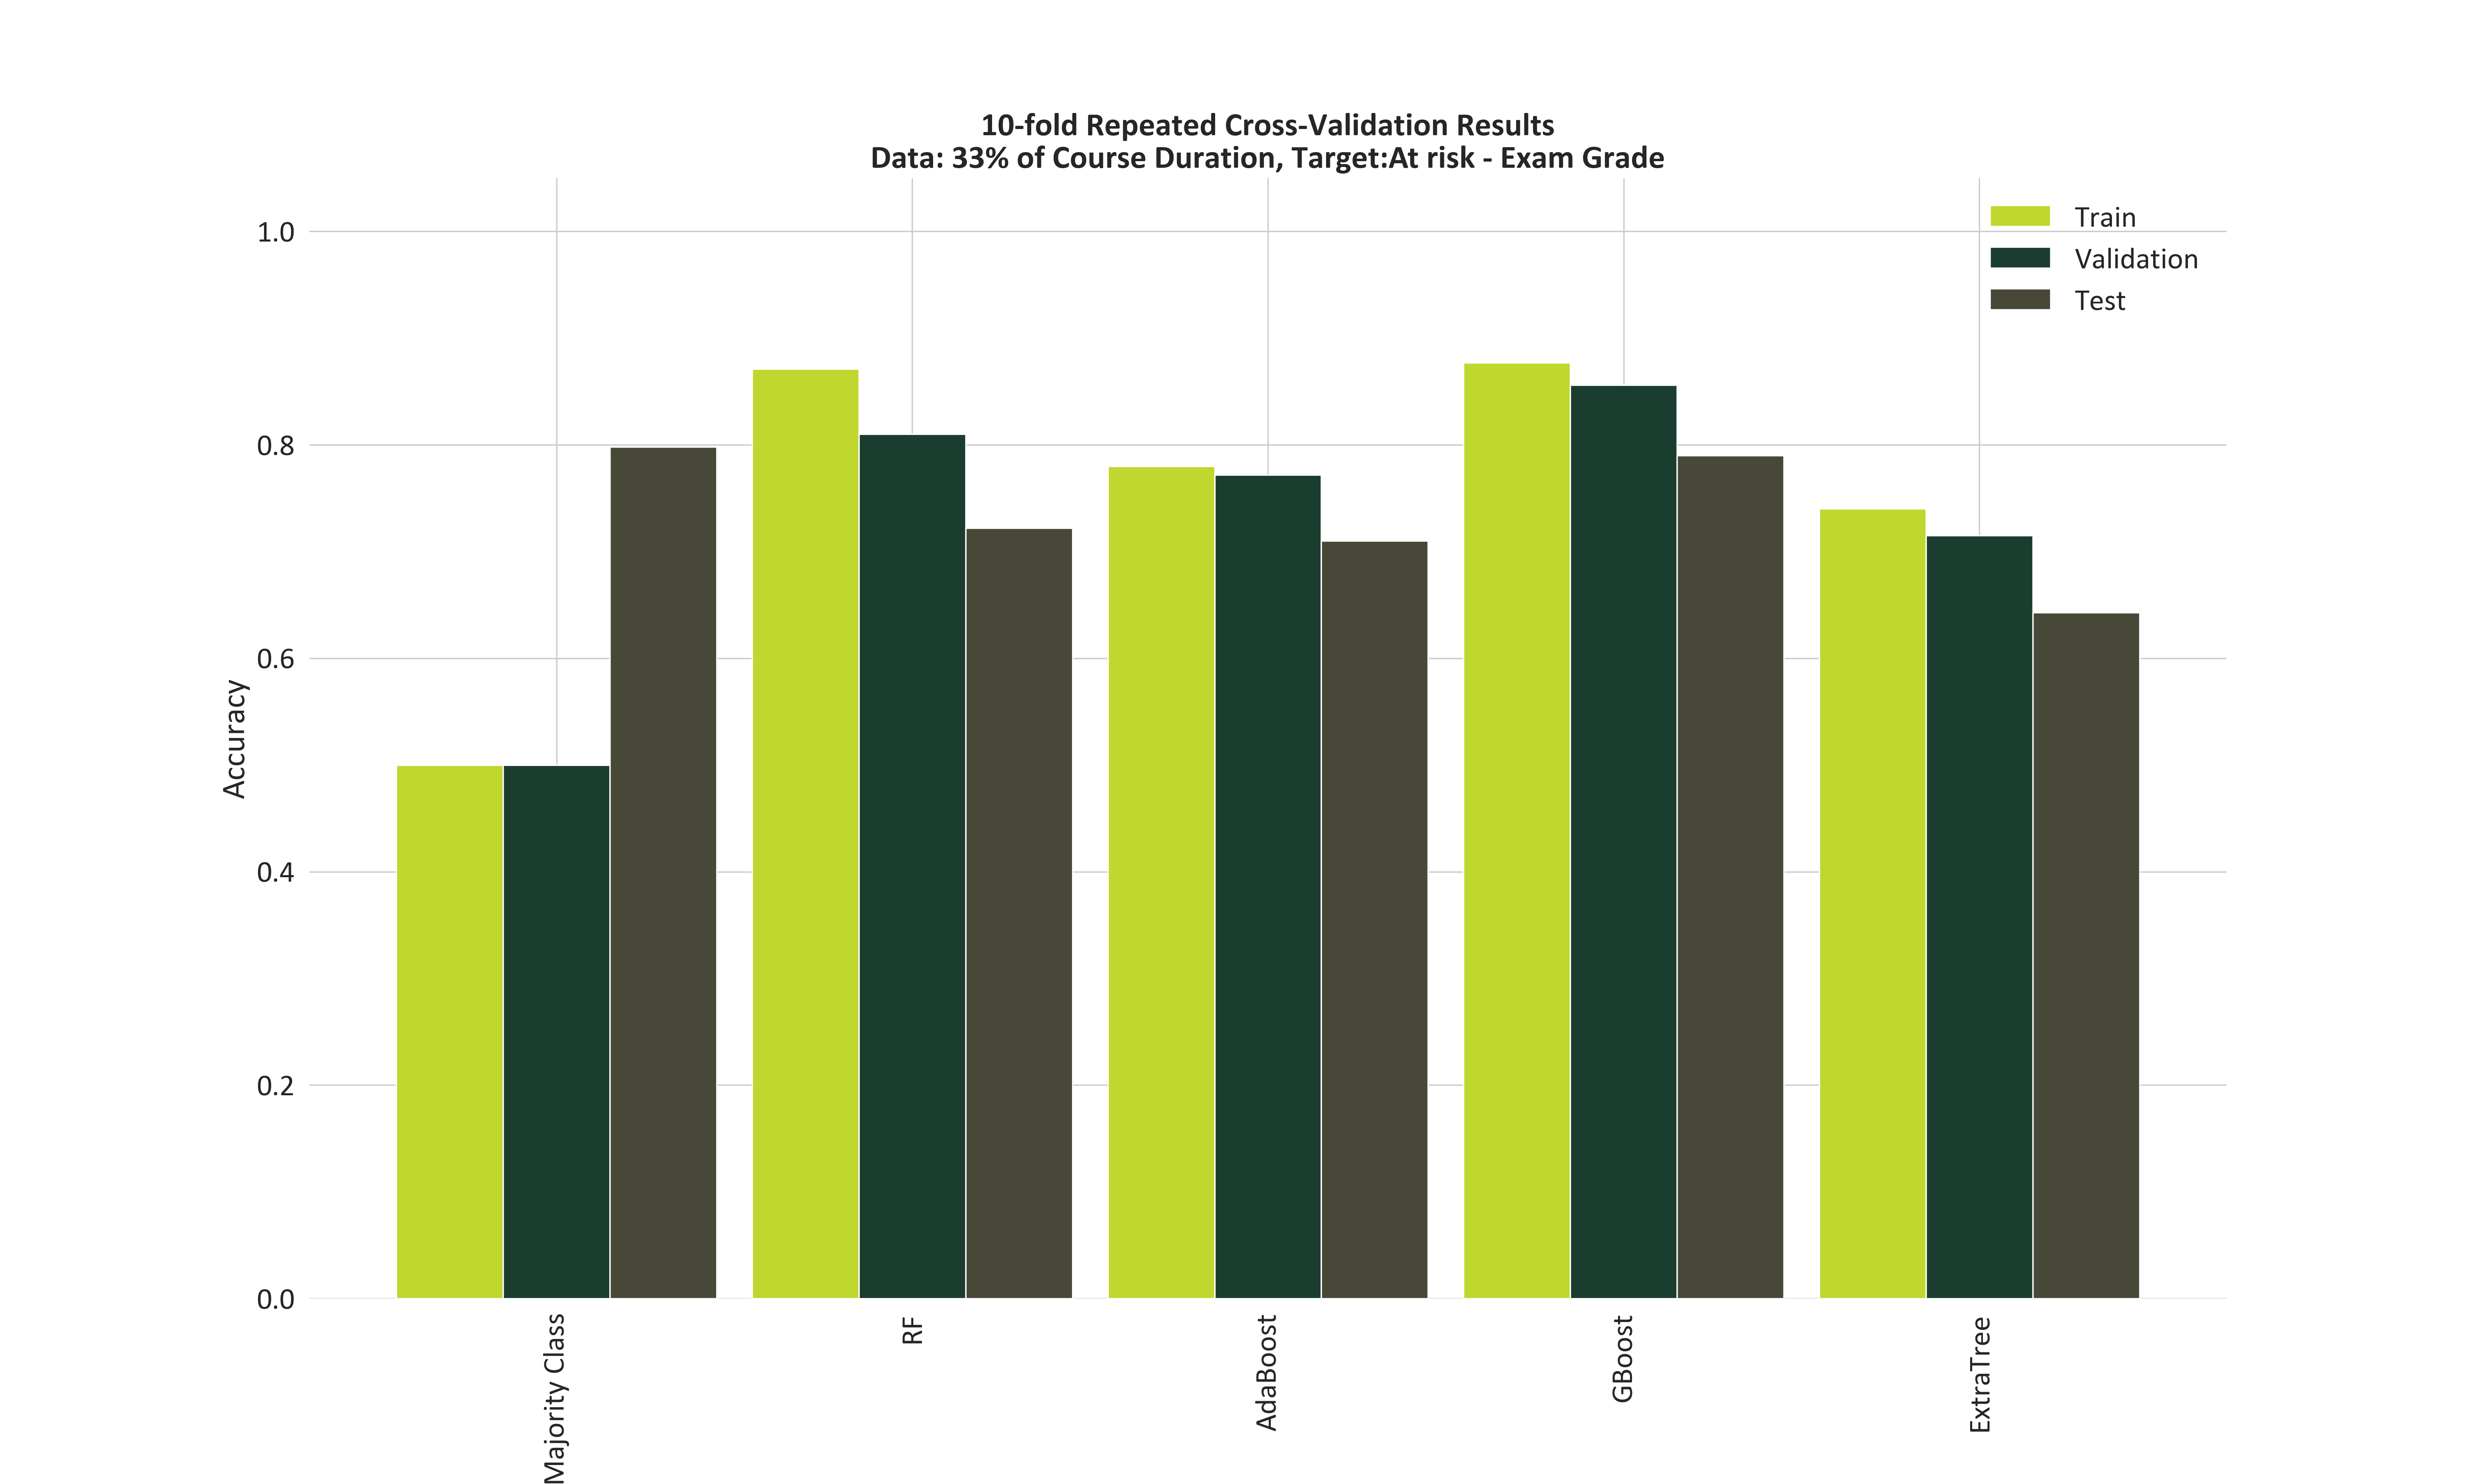 10-fold Repeated Cross-Validation Results
Data: 33% of Course Duration, Target:At risk - Exam Grade
Train
Validation
Test
1.0
0.8
0.6
0.4
0.2
0.0
Accuracy
Majority Class
RF
AdaBoost
GBoost
ExtraTree